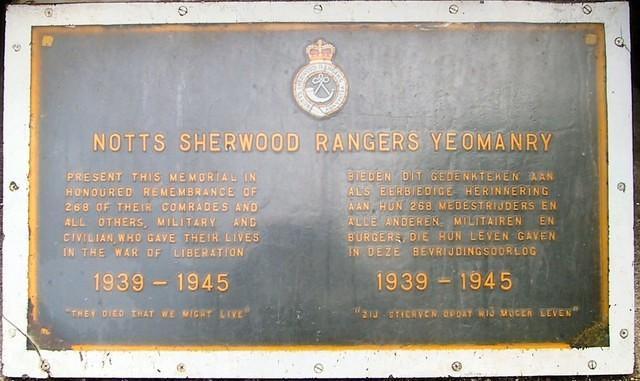 NOTTS SHERWOOD RANGERS YEOMANRY
PRESENT THIS MEMORIAL IN
HONOURED REMEMBRANCE OF
268 OF THEIR COMRADES AND
ALL OTHERS, MILITARY AND
CIVILIAN, WHO GAVE THEIR LIVES
IN THE WAR OF LIBERATION
1939 - 1945
"THEY DIED THAT WE MIGHT LIVE"
BIEDEN DIT GEDENKTEKEN AAN
ALS EERBIEDIGE HERINNERING
AAN HUN 268 MEDESTRIJDERS EN
ALLE ANDEREN MILITAIREN EN
BURGERS, DIE HUN LEVEN GAVEN
IN DEZE BEVRIJDINGSOORLOG
1939 - 1945
"ZIJ STIERVEN OPDAT WIJ MOGEN LEVEN"